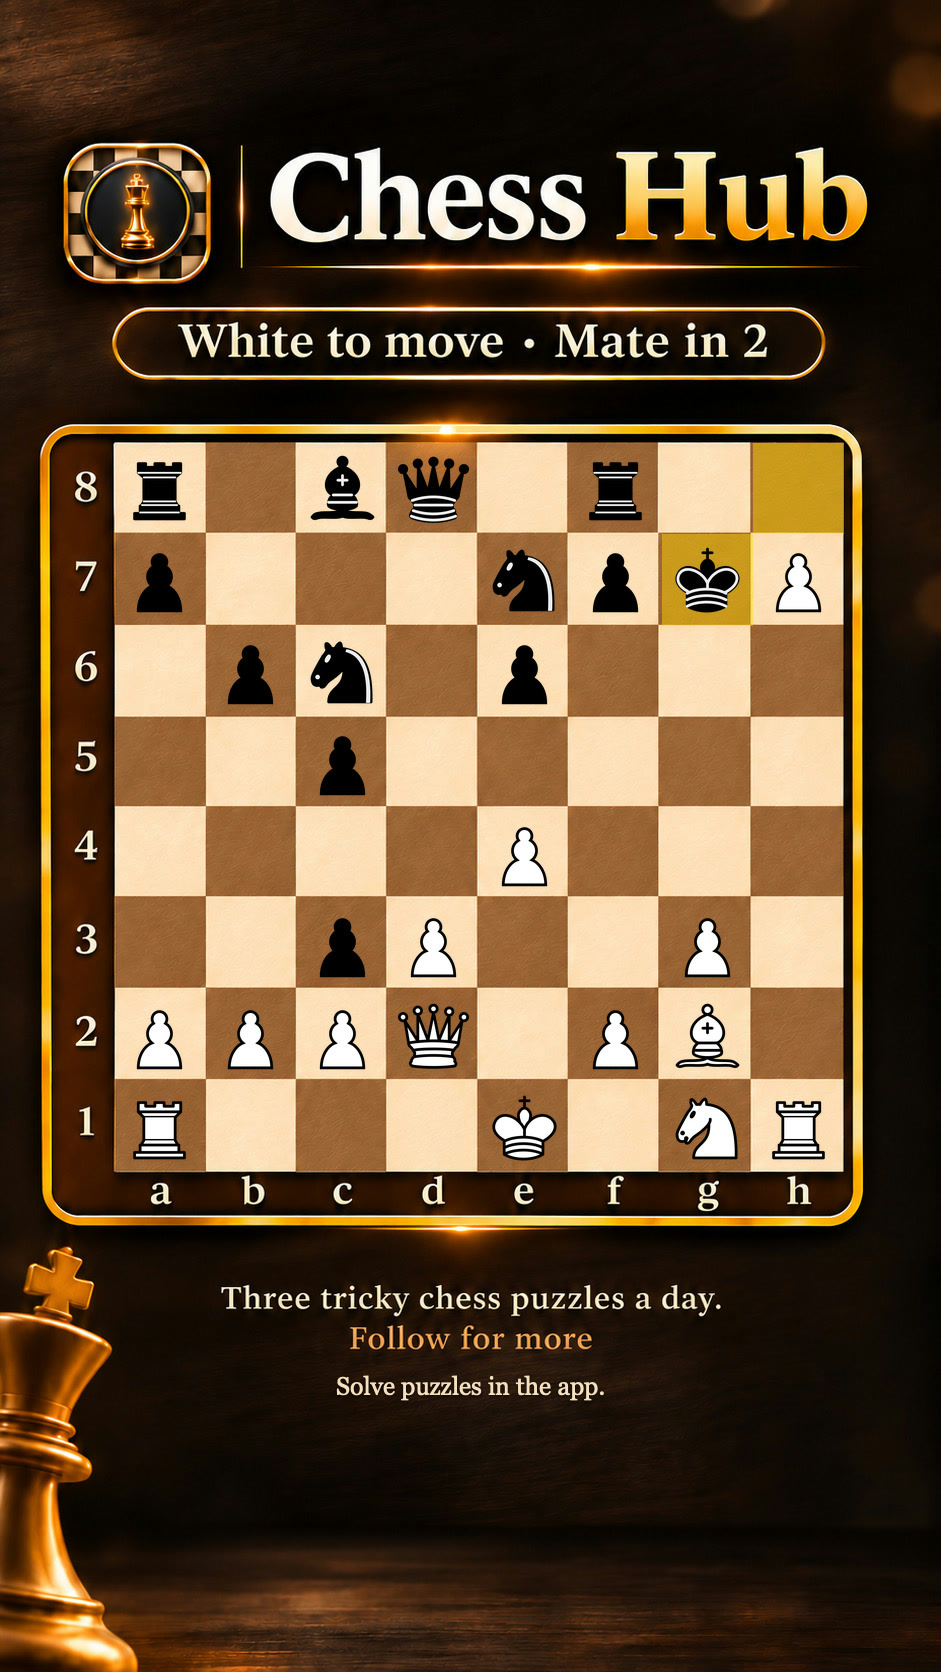 Chess Hub
White to move • Mate in 2
8
7
6
5
4
3
2
1
a b c d e f g h
Three tricky chess puzzles a day.
Follow for more
Solve puzzles in the app.